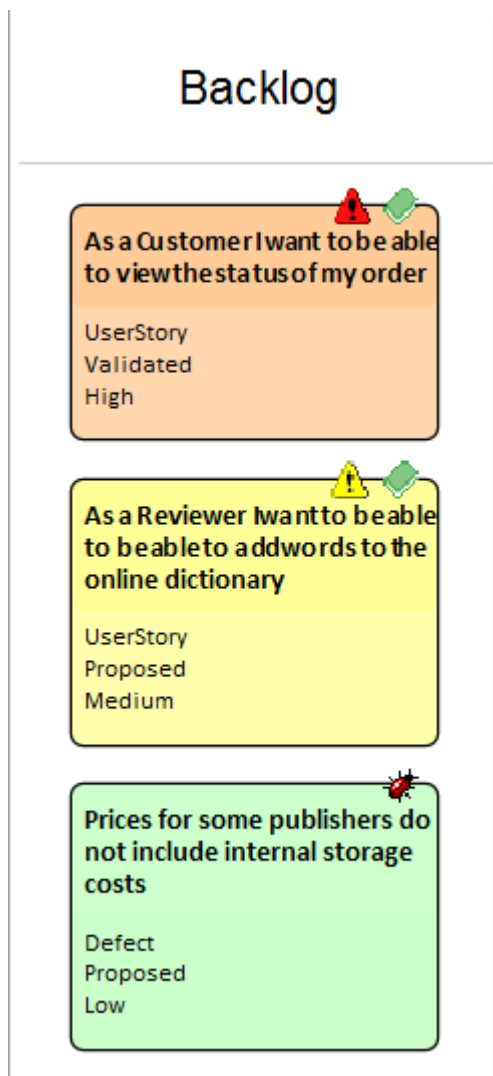 Backlog
As a Customer I want to be able
to view the status of my order
UserStory
Validated
High
As a Reviewer I want to be able
to be able to add words to the
online dictionary
UserStory
Proposed
Medium
Prices for some publishers do
not include internal storage
costs
Defect
Proposed
Low